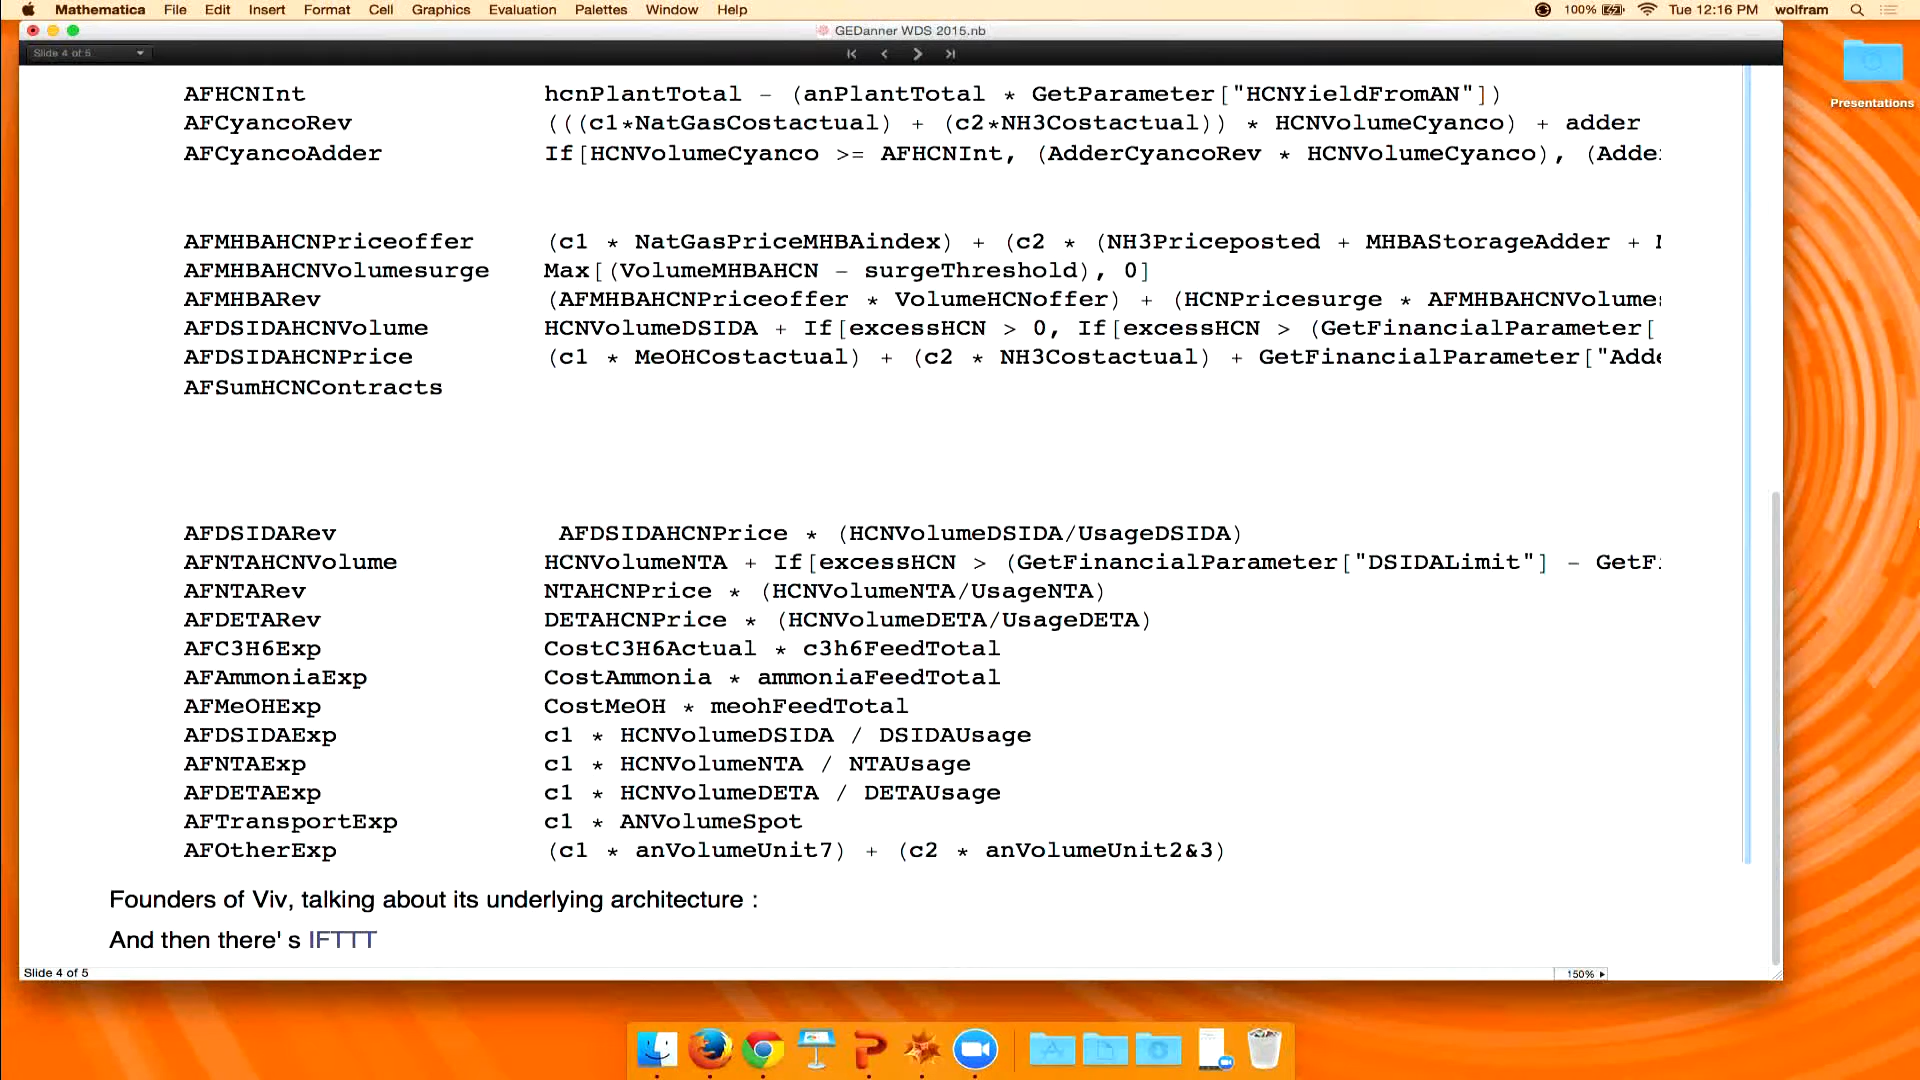 Mathematica File Edit Insert Format Cell Graphics Evaluation Palettes Window Help 100% Tue 12:16 PM wolfram
GEDanner WDS 2015.nb
Slide 4 of 5
Presentations
AFHCNInt hcnPlantTotal - (anPlantTotal * GetParameter["HCNYieldFromAN"])
AFCyancoRev (((c1*NatGasCostactual) + (c2*NH3Costactual)) * HCNVolumeCyanco) + adder
AFCyancoAdder If[HCNVolumeCyanco >= AFHCNInt, (AdderCyancoRev * HCNVolumeCyanco), (Adde
AFMHBAHCNPriceoffer (c1 * NatGasPriceMHBAindex) + (c2 * (NH3Priceposted + MHBAStorageAdder +
AFMHBAHCNVolumesurge Max[(VolumeMHBAHCN - surgeThreshold), 0]
AFMHBARev (AFMHBAHCNPriceoffer * VolumeHCNoffer) + (HCNPricesurge * AFMHBAHCNVolume
AFDSIDAHCNVolume HCNVolumeDSIDA + If[excessHCN > 0, If[excessHCN > (GetFinancialParameter[
AFDSIDAHCNPrice (c1 * MeOHCostactual) + (c2 * NH3Costactual) + GetFinancialParameter["Adde
AFSumHCNContracts
AFDSIDARev AFDSIDAHCNPrice * (HCNVolumeDSIDA/UsageDSIDA)
AFNTAHCNVolume HCNVolumeNTA + If[excessHCN > (GetFinancialParameter["DSIDALimit"] - GetF
AFNTARev NTAHCNPrice * (HCNVolumeNTA/UsageNTA)
AFDETARev DETAHCNPrice * (HCNVolumeDETA/UsageDETA)
AFC3H6Exp CostC3H6Actual * c3h6FeedTotal
AFAmmoniaExp CostAmmonia * ammoniaFeedTotal
AFMeOHExp CostMeOH * meohFeedTotal
AFDSIDAExp c1 * HCNVolumeDSIDA / DSIDAUsage
AFNTAExp c1 * HCNVolumeNTA / NTAUsage
AFDETAExp c1 * HCNVolumeDETA / DETAUsage
AFTransportExp c1 * ANVolumeSpot
AFOtherExp (c1 * anVolumeUnit7) + (c2 * anVolumeUnit2&3)
Founders of Viv, talking about its underlying architecture :
And then there' s IFTTT
Slide 4 of 5 150%